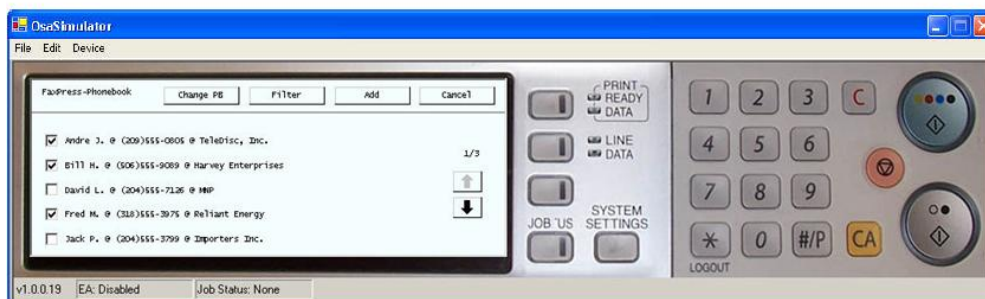 OsaSimulator
File Edit Device
FaxPress-Phonebook Change PB Filter Add Cancel
Andre J. @ (209)555-0805 @ TeleDisc, Inc.
Bill H. @ (506)555-9089 @ Harvey Enterprises
David L. @ (204)555-7126 @ MNP
Fred M. @ (318)555-3975 @ Reliant Energy
Jack P. @ (204)555-3799 @ Importers Inc.
1/3
PRINT
READY
DATA
LINE
DATA
JOB STATUS
SYSTEM
SETTINGS
1 2 3 C
4 5 6
7 8 9
* 0 #/P CA
LOGOUT
v1.0.0.19 EA: Disabled Job Status: None